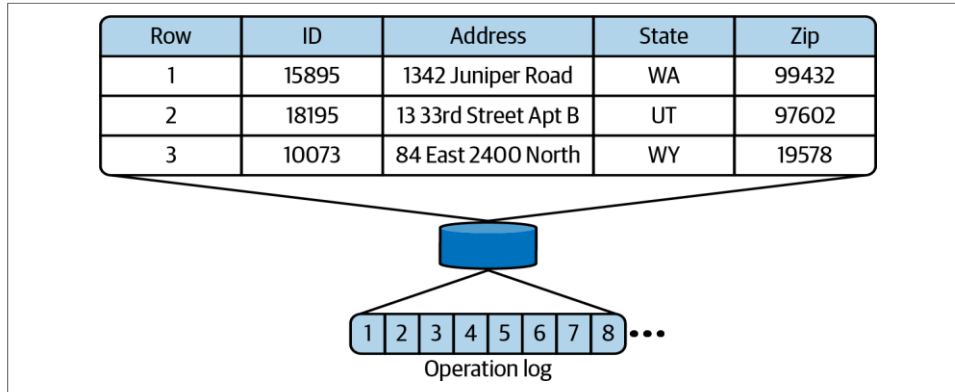 Row ID Address State Zip
1 15895 1342 Juniper Road WA 99432
2 18195 13 33rd Street Apt B UT 97602
3 10073 84 East 2400 North WY 19578
1 2 3 4 5 6 7 8
Operation log